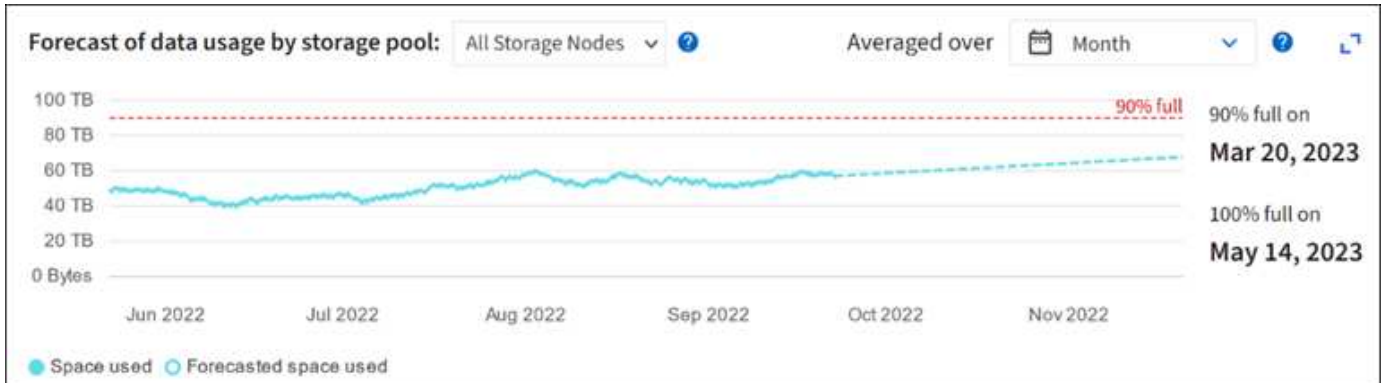 Forecast of data usage by storage pool: All Storage Nodes Averaged over Month
100 TB
90% full
80 TB
60 TB
40 TB
20 TB
0 Bytes
Jun 2022 Jul 2022 Aug 2022 Sep 2022 Oct 2022 Nov 2022
Space used Forecasted space used
90% full on
Mar 20, 2023
100% full on
May 14, 2023